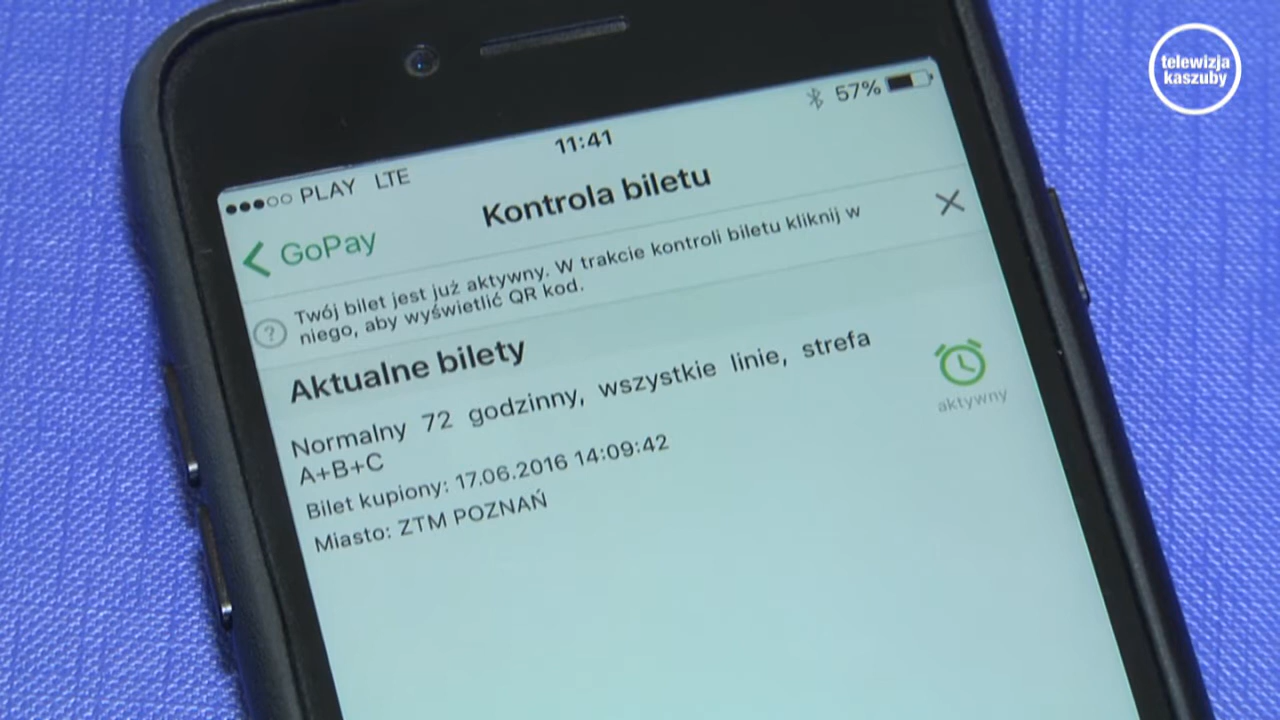 telewizja
kaszuby
57%
11:41
PLAY LTE
Kontrola biletu
GoPay
Twój bilet jest już aktywny. W trakcie kontroli biletu kliknij w
niego, aby wyświetlić QR kod.
?
Aktualne bilety
Normalny 72 godzinny, wszystkie linie, strefa
A+B+C
aktywny
Bilet kupiony: 17.06.2016 14:09:42
Miasto: ZTM POZNAŃ